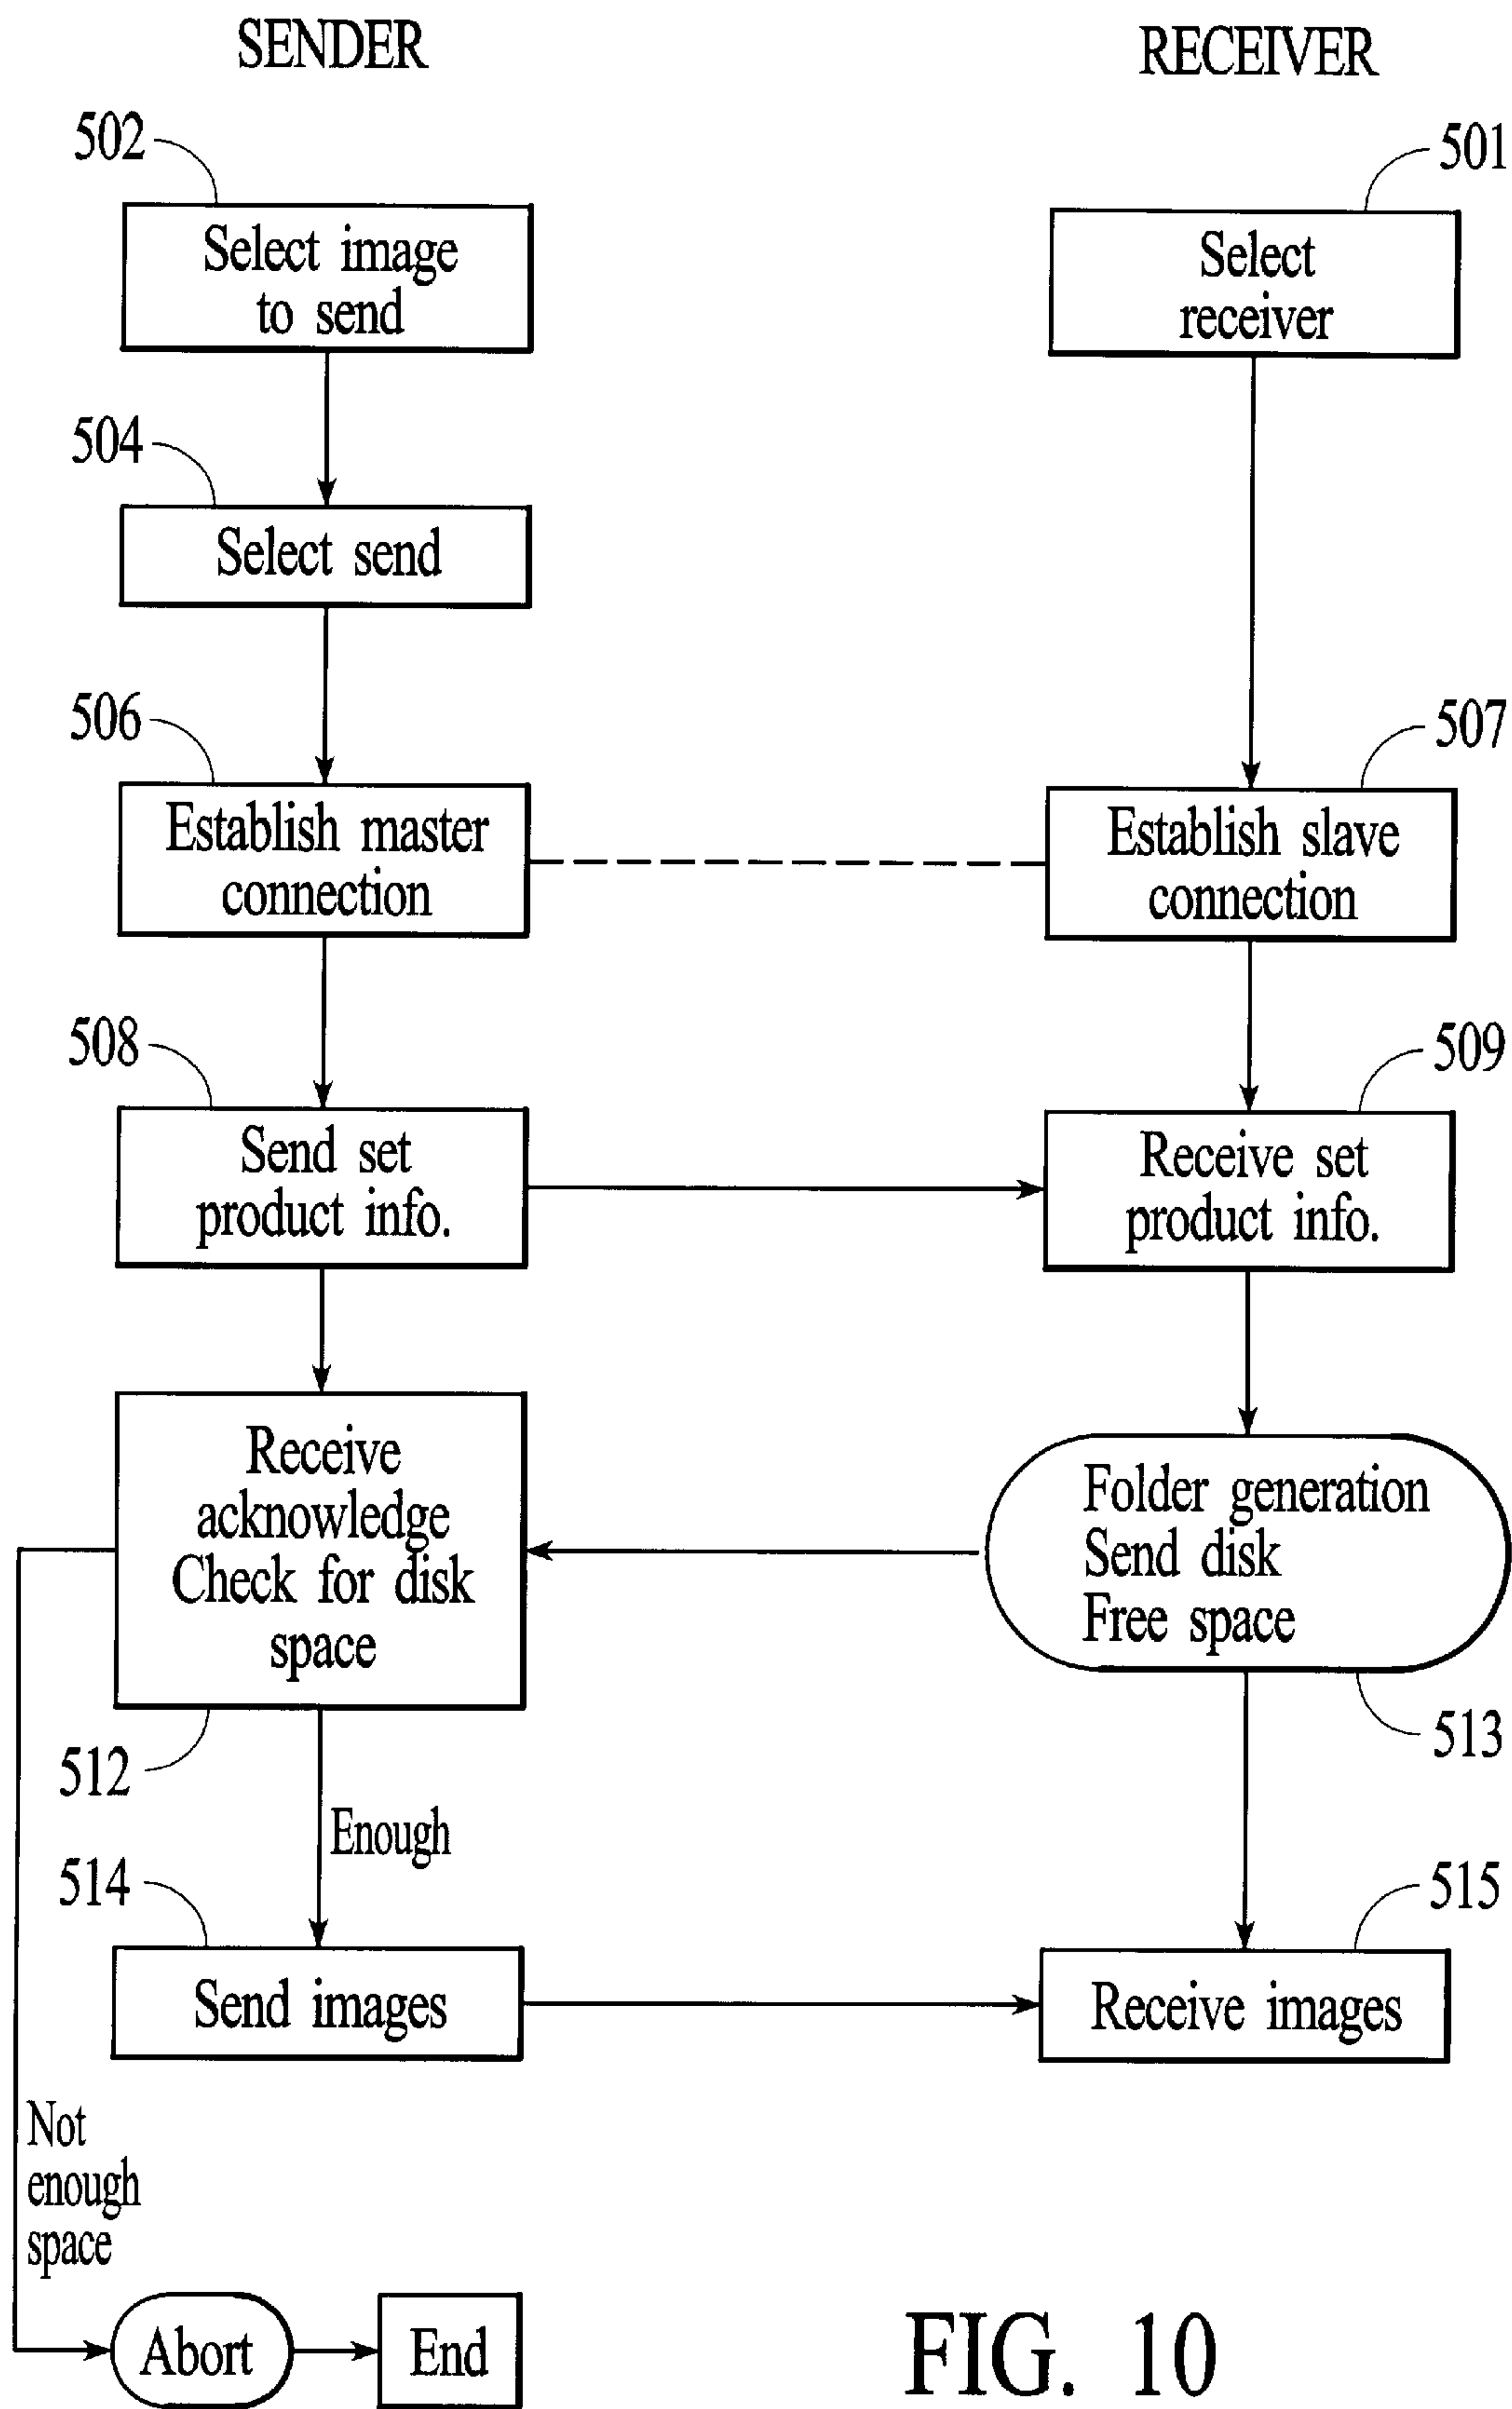 SENDER
RECEIVER
502
501
Select image
to send
Select
receiver
504
Select send
506
507
Establish master
connection
Establish slave
connection
508
509
Send set
product info.
Receive set
product info.
Receive
acknowledge
Check for disk
space
Folder generation
Send disk
Free space
512
513
Enough
514
515
Send images
Receive images
Not
enough
space
Abort
End
FIG. 10